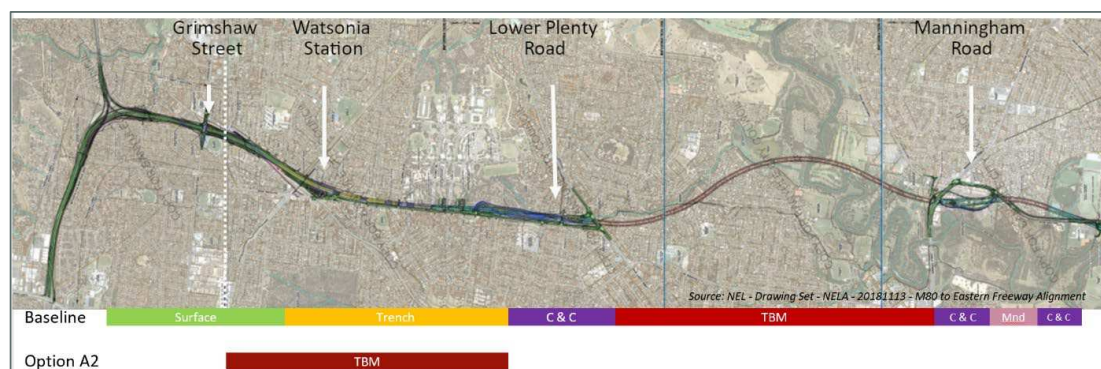 Grimshaw
Street
Watsonia
Station
Lower Plenty
Road
Manningham
Road
Source: NEL - Drawing Set - NELA - 20181113 - M80 to Eastern Freeway Alignment
Baseline
Surface
Trench
C & C
TBM
C & C
Mnd
C & C
Option A2
TBM